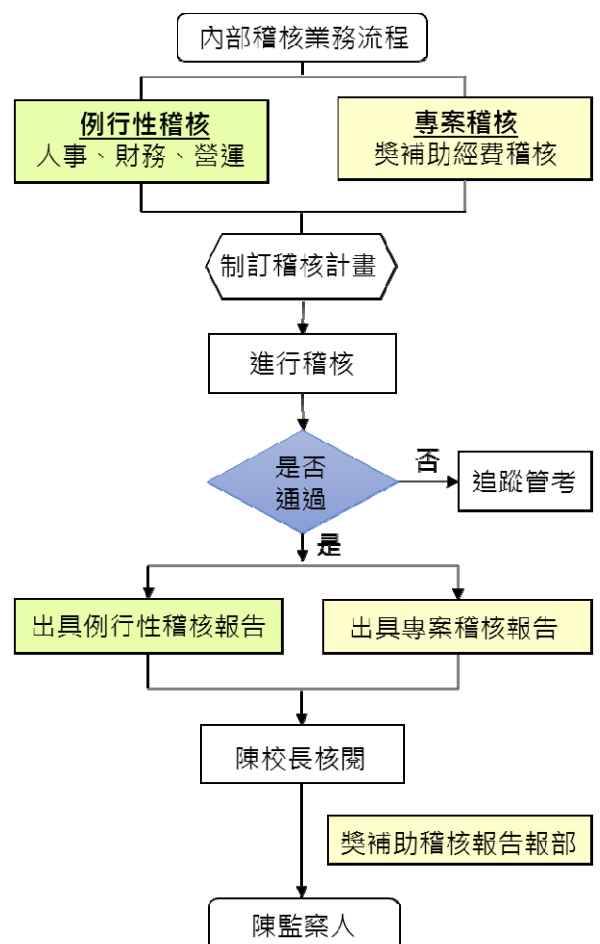 內部稽核業務流程
例行性稽核
人事、財務、營運
專案稽核
獎補助經費稽核
制訂稽核計畫
進行稽核
是否
通過
否
追蹤管考
是
出具例行性稽核報告
出具專案稽核報告
陳校長核閱
獎補助稽核報告報部
陳監察人